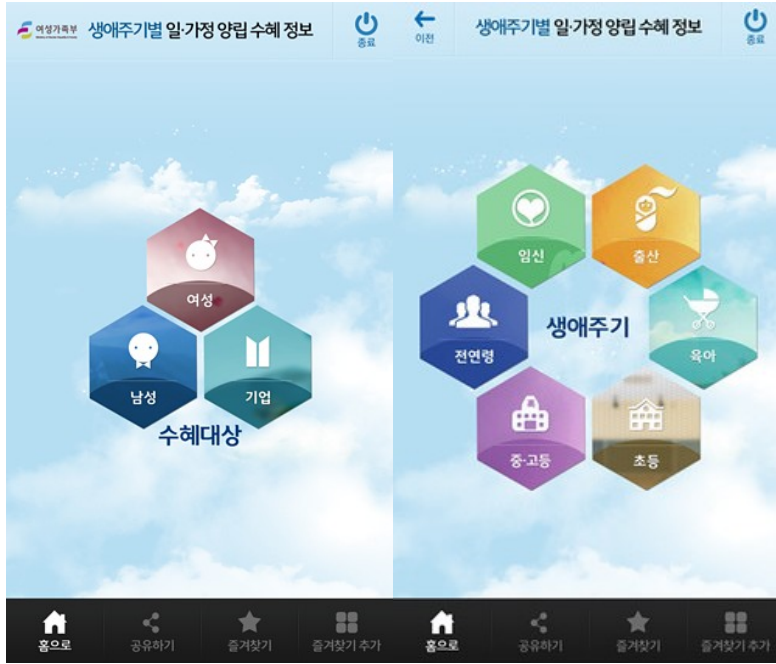 여성가족부 생애주기별 일·가정 양립 수혜 정보
종료
여성
남성
기업
수혜대상
홈으로
공유하기
즐겨찾기
즐겨찾기 추가
이전
생애주기별 일·가정 양립 수혜 정보
종료
임신
출산
전연령
생애주기
육아
중·고등
초등
홈으로
공유하기
즐겨찾기
즐겨찾기 추가